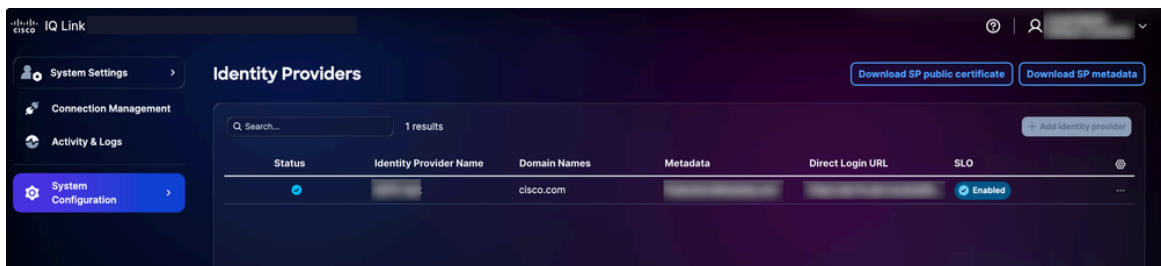 cisco IQ Link
System Settings
Identity Providers
Download SP public certificate
Download SP metadata
Connection Management
Search...
1 results
+ Add identity provider
Activity & Logs
Status Identity Provider Name Domain Names Metadata Direct Login URL SLO
System
Configuration
cisco.com
Enabled